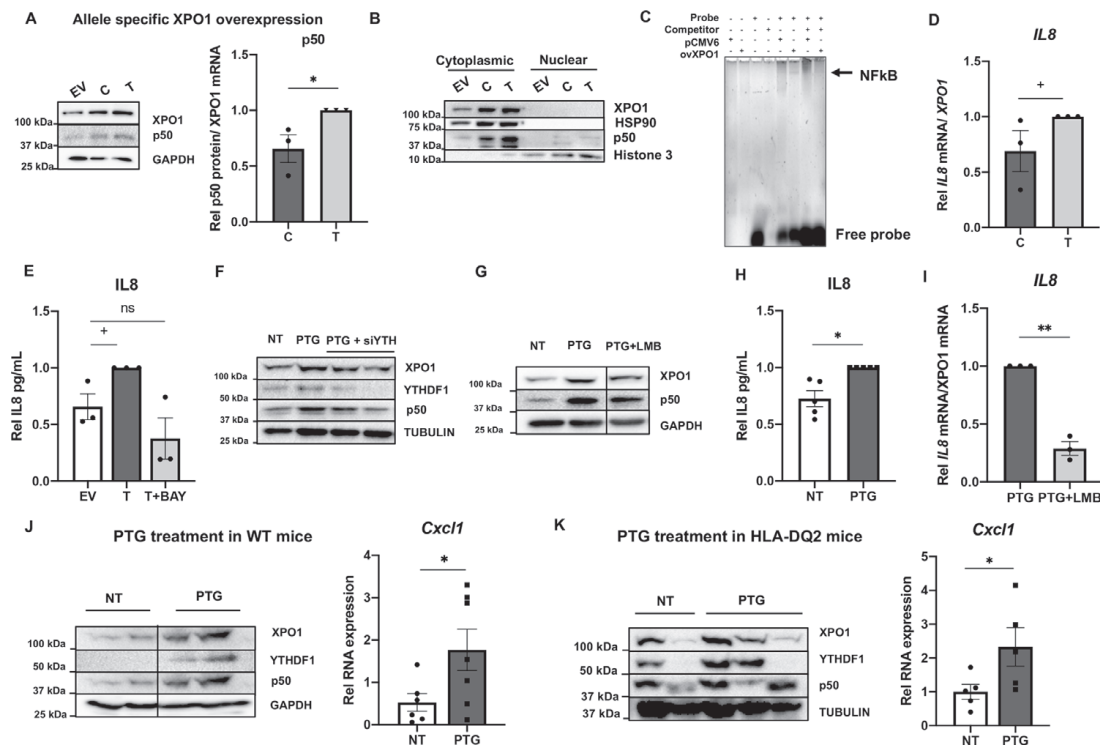 A
Allele specific XPO1 overexpression
EV C T
XPO1
100 kDa
p50
37 kDa
GAPDH
25 kDa
p50
*
Rel p50 protein/ XPO1 mRNA
1.5
1.0
0.5
0.0
C T
B
Cytoplasmic Nuclear
EV C T EV C T
XPO1
100 kDa
HSP90
75 kDa
p50
37 kDa
Histone 3
10 kDa
C
Probe - - + + - + + + +
Competitor
pCMV6
ovXPO1
NFkB
Free probe
D
IL8
+
Rel IL8 mRNA/ XPO1
1.5
1.0
0.5
0.0
C T
E
IL8
ns
+
Rel IL8 pg/mL
1.5
1.0
0.5
0.0
EV T T+BAY
F
NT PTG PTG + siYTH
XPO1
100 kDa
YTHDF1
50 kDa
p50
37 kDa
TUBULIN
G
NT PTG PTG+LMB
XPO1
100 kDa
p50
37 kDa
GAPDH
25 kDa
H
IL8
*
Rel IL8 pg/mL
1.5
1.0
0.5
0.0
NT PTG
I
IL8
**
Rel IL8 mRNA/XPO1 mRNA
1.5
1.0
0.5
0.0
PTG PTG+LMB
J
PTG treatment in WT mice
NT PTG
XPO1
100 kDa
YTHDF1
50 kDa
p50
37 kDa
GAPDH
25 kDa
Cxcl1
*
Rel RNA expression
4
3
2
1
0
NT PTG
K
PTG treatment in HLA-DQ2 mice
NT PTG
XPO1
100 kDa
YTHDF1
50 kDa
p50
37 kDa
TUBULIN
Cxcl1
*
Rel RNA expression
5
4
3
2
1
0
NT PTG